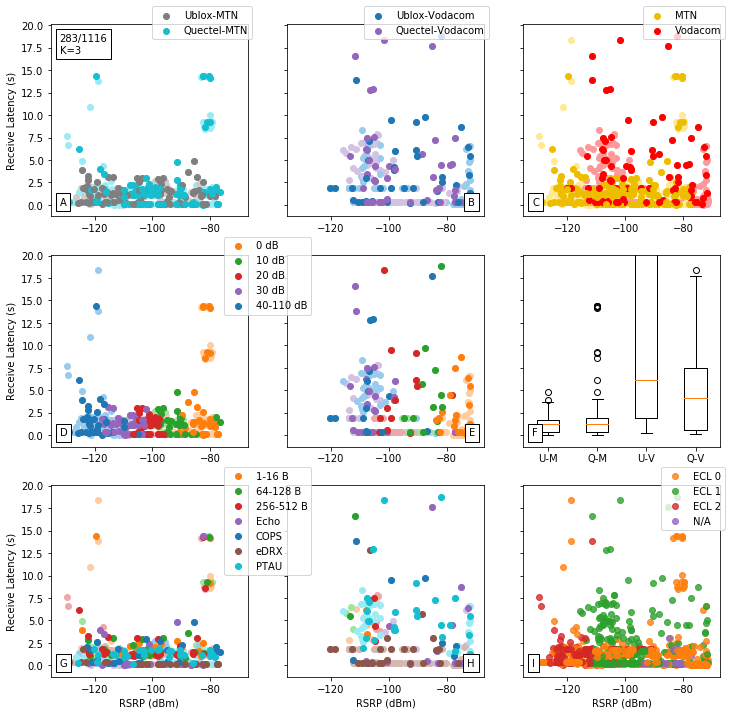 Ublox-MTN
Quectel-MTN
283/1116
K=3
Receive Latency (s)
20.0
17.5
15.0
12.5
10.0
7.5
5.0
2.5
0.0
−120
−100
−80
A
Ublox-Vodacom
Quectel-Vodacom
−120
−100
−80
B
MTN
Vodacom
−120
−100
−80
C
0 dB
10 dB
20 dB
30 dB
40-110 dB
Receive Latency (s)
20.0
17.5
15.0
12.5
10.0
7.5
5.0
2.5
0.0
−120
−100
−80
D
−120
−100
−80
E
F
U-M
Q-M
U-V
Q-V
1-16 B
64-128 B
256-512 B
Echo
COPS
eDRX
PTAU
Receive Latency (s)
20.0
17.5
15.0
12.5
10.0
7.5
5.0
2.5
0.0
−120
−100
−80
RSRP (dBm)
G
−120
−100
−80
RSRP (dBm)
H
ECL 0
ECL 1
ECL 2
N/A
−120
−100
−80
RSRP (dBm)
I